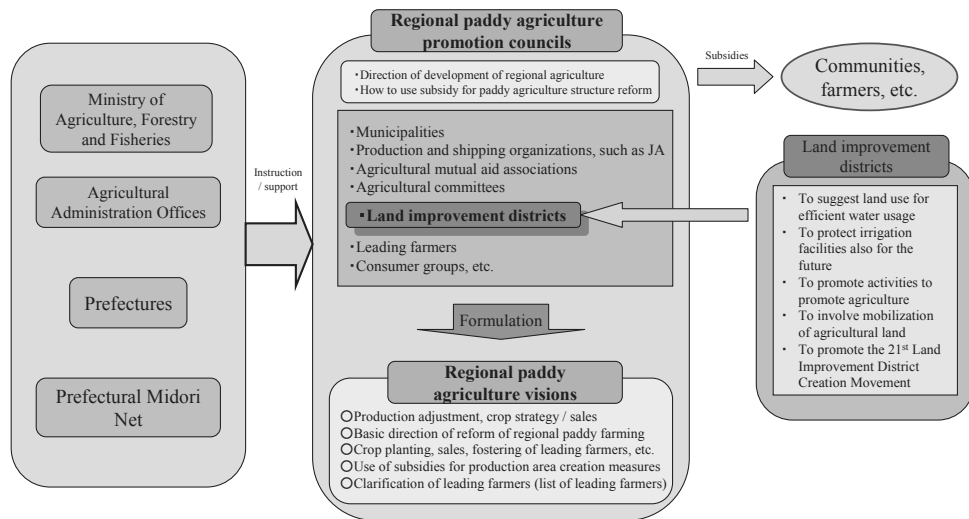 Ministry of
Agriculture, Forestry
and Fisheries
Agricultural
Administration Offices
Prefectures
Prefectural Midori
Net
Instruction
/ support
Regional paddy agriculture
promotion councils
・Direction of development of regional agriculture
・How to use subsidy for paddy agriculture structure reform
・Municipalities
・Production and shipping organizations, such as JA
・Agricultural mutual aid associations
・Agricultural committees
・Land improvement districts
・Leading farmers
・Consumer groups, etc.
Formulation
Regional paddy
agriculture visions
○Production adjustment, crop strategy / sales
○Basic direction of reform of regional paddy farming
○Crop planting, sales, fostering of leading farmers, etc.
○Use of subsidies for production area creation measures
○Clarification of leading farmers (list of leading farmers)
Subsidies
Communities,
farmers, etc.
Land improvement
districts
・ To suggest land use for
efficient water usage
・ To protect irrigation
facilities also for the
future
・ To promote activities to
promote agriculture
・ To involve mobilization
of agricultural land
・ To promote the 21st Land
Improvement District
Creation Movement